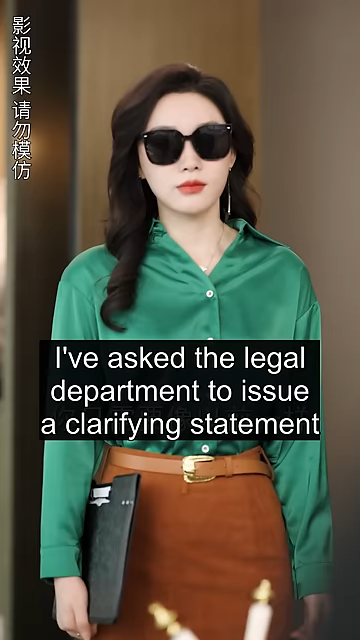 影视效果 请勿模仿
I've asked the legal
department to issue
a clarifying statement